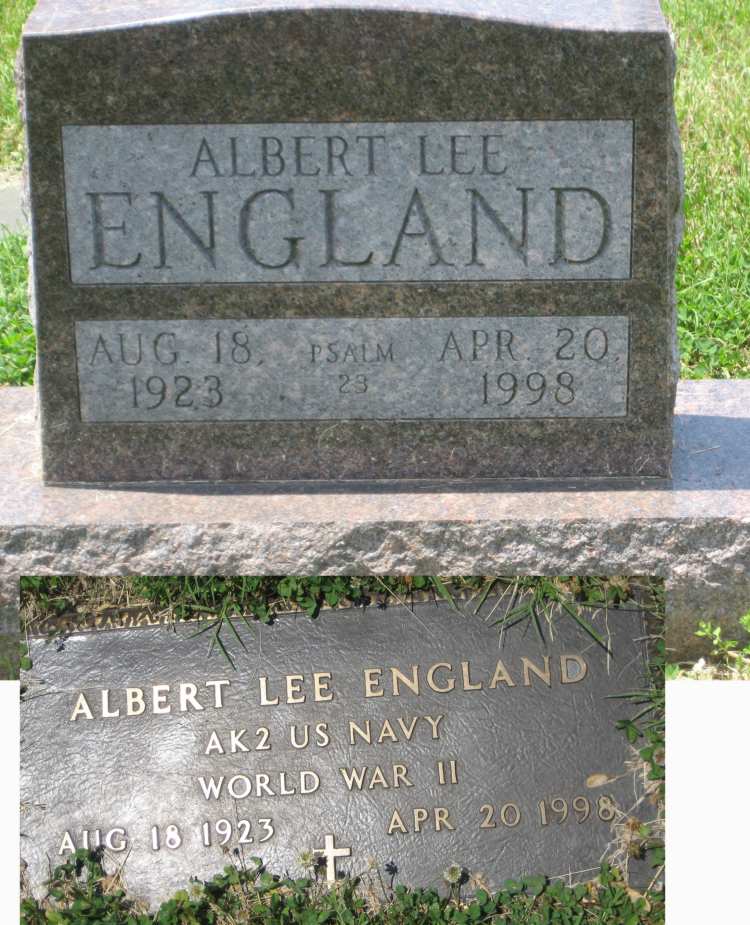 ALBERT LEE
ENGLAND
AUG. 18, PSALM APR. 20,
1923 23 1998
ALBERT LEE ENGLAND
AK2 US NAVY
WORLD WAR II
AUG 18 1923 APR 20 1998